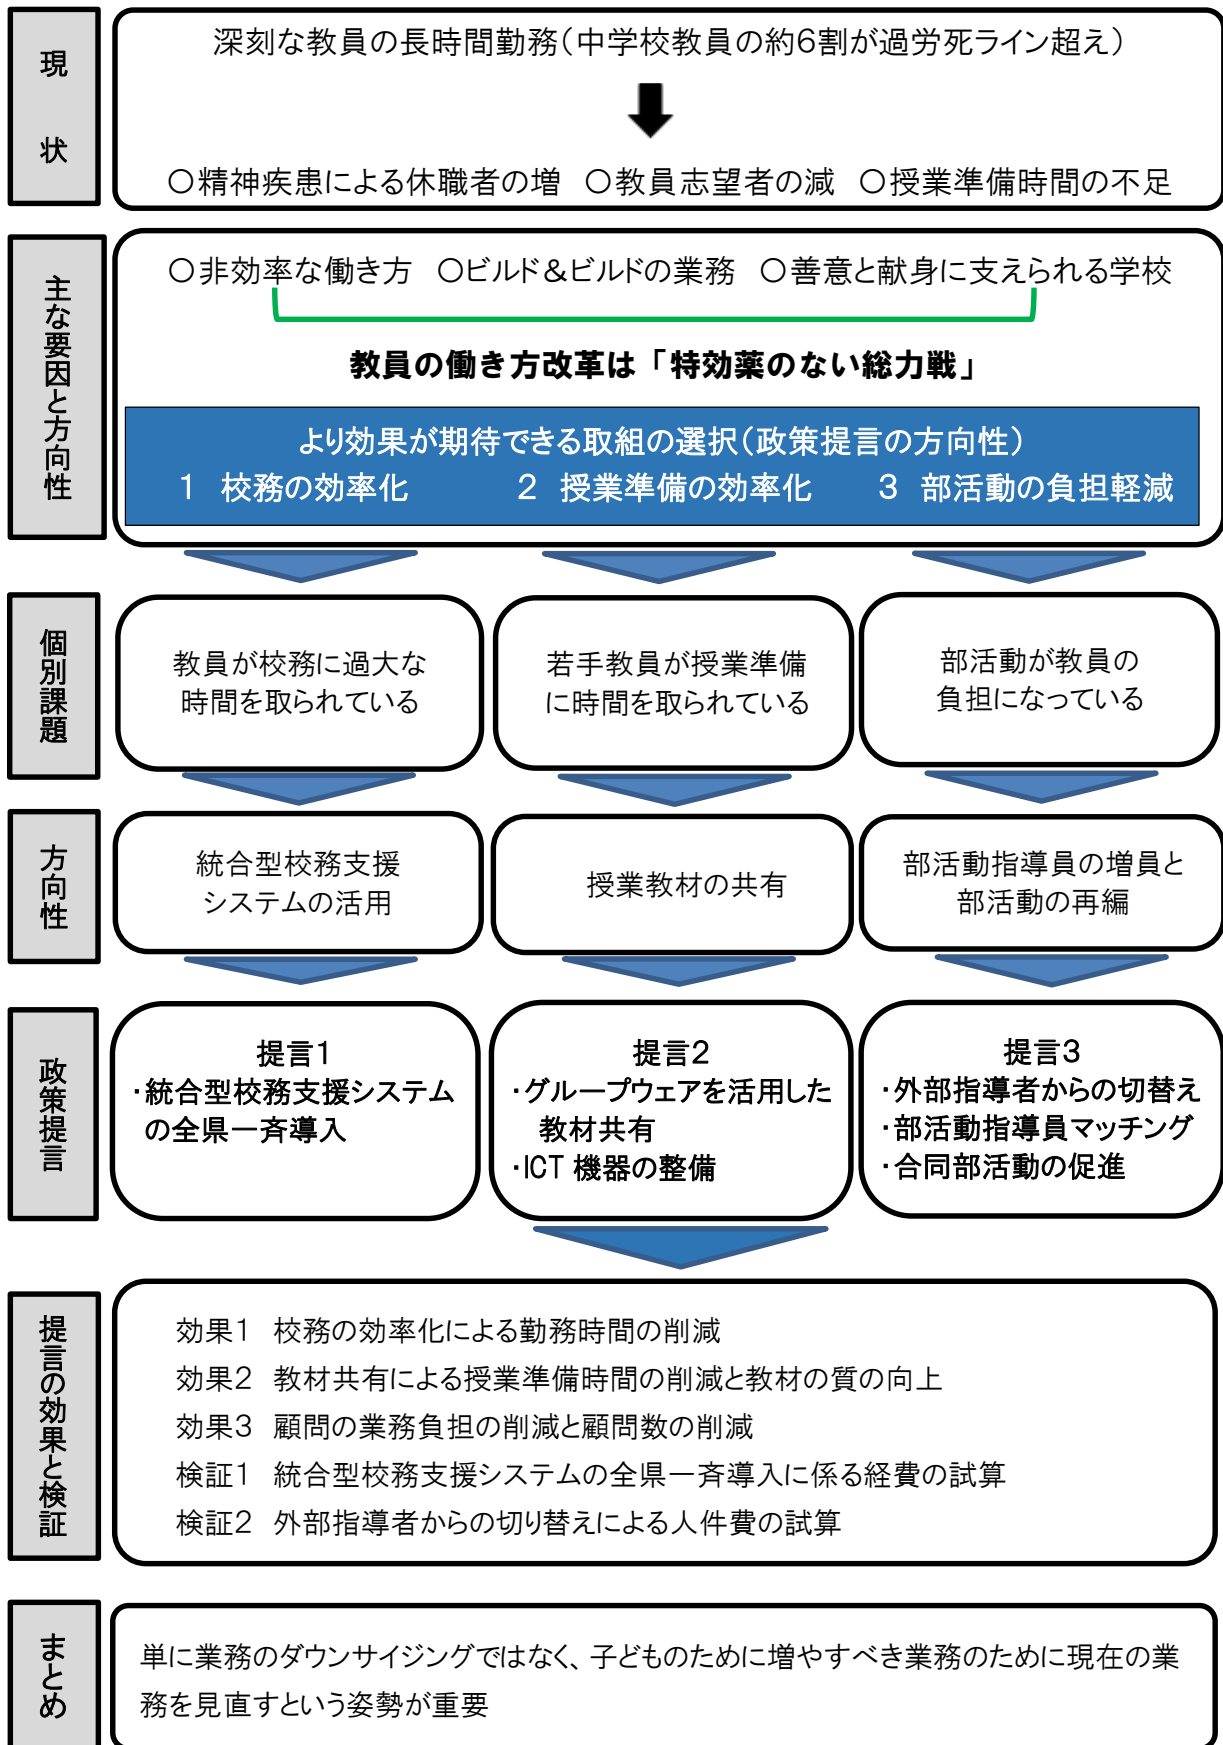 現状
深刻な教員の長時間勤務（中学校教員の約６割が過労死ライン超え）
○精神疾患による休職者の増　○教員志望者の減　○授業準備時間の不足
主な要因と方向性
○非効率な働き方　○ビルド＆ビルドの業務　○善意と献身に支えられる学校
教員の働き方改革は「特効薬のない総力戦」
より効果が期待できる取組の選択（政策提言の方向性）
１　校務の効率化　２　授業準備の効率化　３　部活動の負担軽減
個別課題
教員が校務に過大な
時間を取られている
若手教員が授業準備
に時間を取られている
部活動が教員の
負担になっている
方向性
統合型校務支援
システムの活用
授業教材の共有
部活動指導員の増員と
部活動の再編
政策提言
提言１
・統合型校務支援システム
の全県一斉導入
提言２
・グループウェアを活用した
教材共有
・ICT 機器の整備
提言３
・外部指導者からの切替え
・部活動指導員マッチング
・合同部活動の促進
提言の効果と検証
効果１　校務の効率化による勤務時間の削減
効果２　教材共有による授業準備時間の削減と教材の質の向上
効果３　顧問の業務負担の削減と顧問数の削減
検証１　統合型校務支援システムの全県一斉導入に係る経費の試算
検証２　外部指導者からの切り替えによる人件費の試算
まとめ
単に業務のダウンサイジングではなく、子どものために増やすべき業務のために現在の業
務を見直すという姿勢が重要